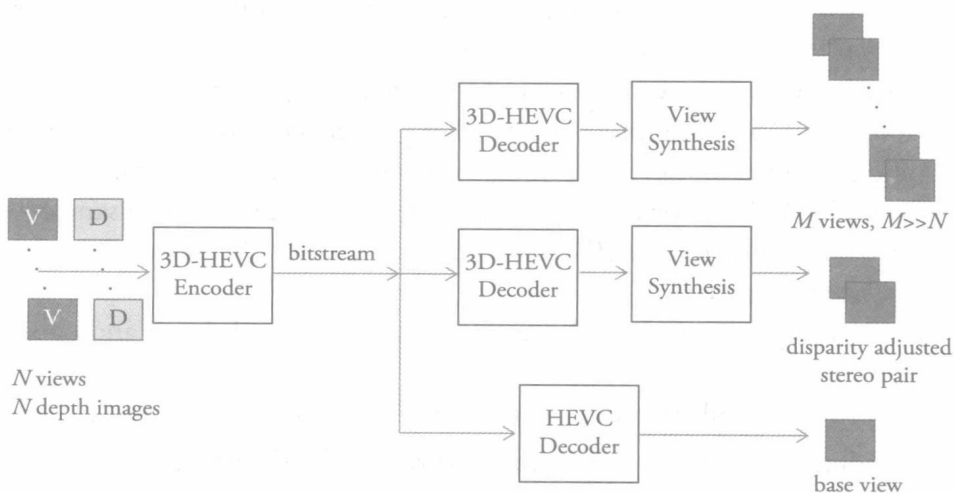 3D-HEVC
Decoder
View
Synthesis
M views, M>>N
V
D
3D-HEVC
Encoder
bitstream
V
D
N views
N depth images
3D-HEVC
Decoder
View
Synthesis
disparity adjusted
stereo pair
HEVC
Decoder
base view